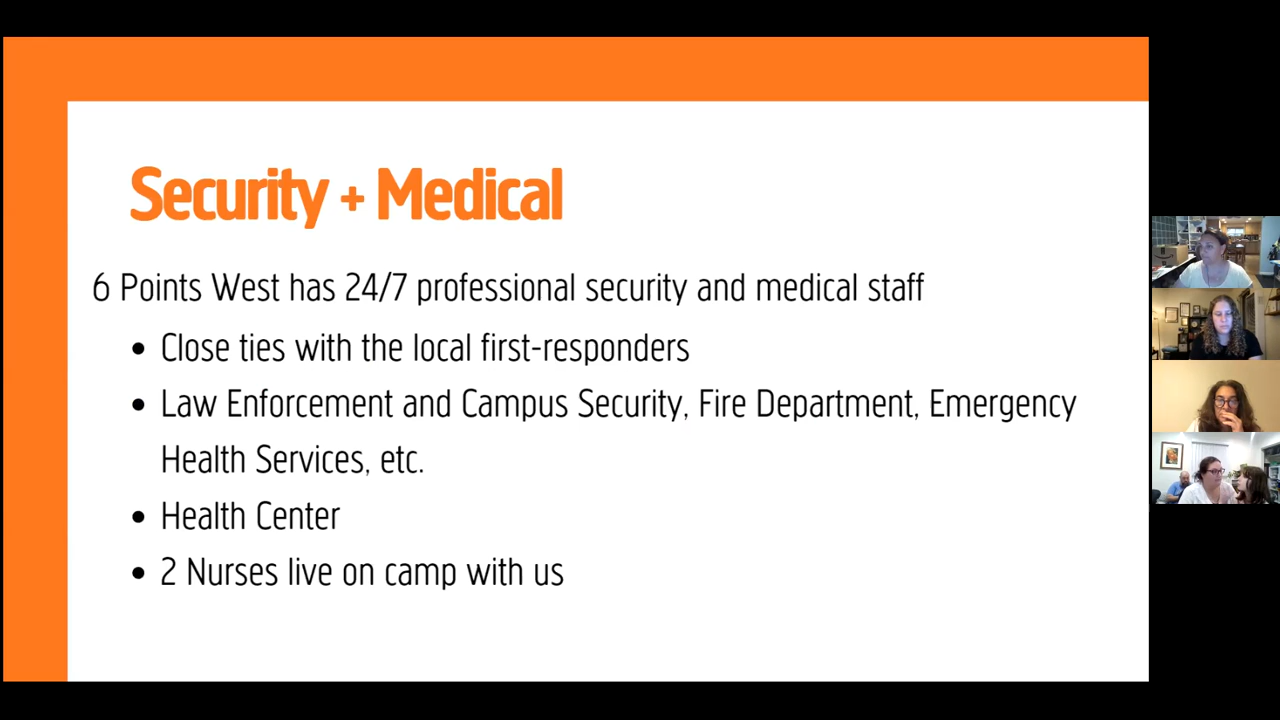 Security + Medical
6 Points West has 24/7 professional security and medical staff
• Close ties with the local first-responders
• Law Enforcement and Campus Security, Fire Department, Emergency
Health Services, etc.
• Health Center
• 2 Nurses live on camp with us